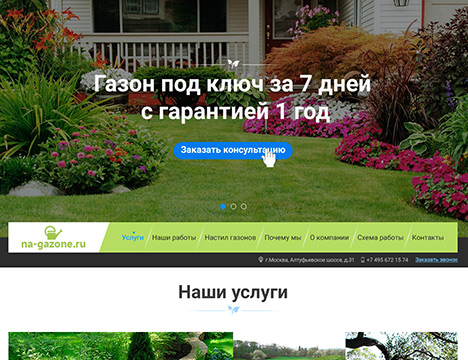 Газон под ключ за 7 дней
с гарантией 1 год
Заказать консультацию
na-gazone.ru
Услуги / Наши работы / Настил газонов / Почему мы / О компании / Схема работы / Контакты
г.Москва, Алтуфьевское шоссе, д.31 +7 495 672 15 74 Заказать звонок
Наши услуги